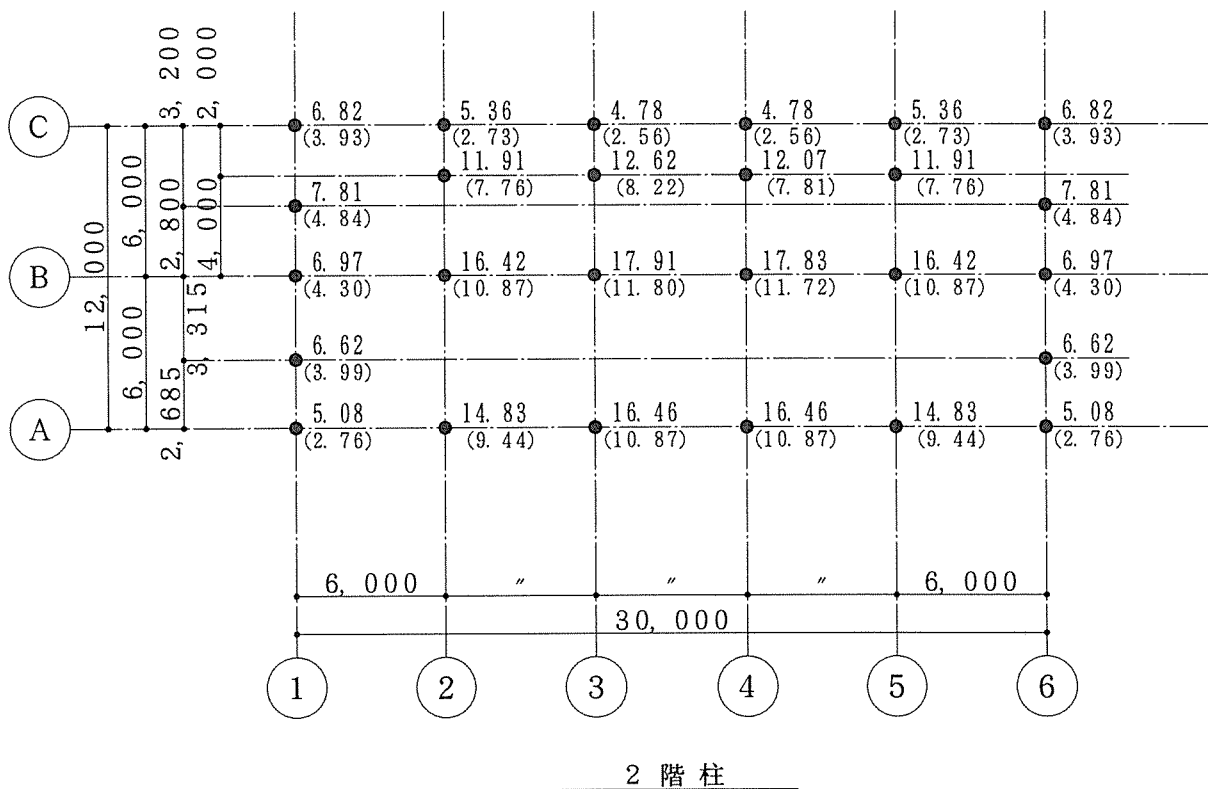 3, 200
2, 000
C
6. 82 5. 36 4. 78 4. 78 5. 36 6. 82
(3. 93) (2. 73) (2. 56) (2. 56) (2. 73) (3. 93)
11. 91 12. 62 12. 07 11. 91
(7. 76) (8. 22) (7. 81) (7. 76)
7. 81 7. 81
(4. 84) (4. 84)
12, 000
6, 000
2, 800
4, 000
B
6. 97 16. 42 17. 91 17. 83 16. 42 6. 97
(4. 30) (10. 87) (11. 80) (11. 72) (10. 87) (4. 30)
6, 000
3, 315
6. 62 6. 62
(3. 99) (3. 99)
2, 685
A
5. 08 14. 83 16. 46 16. 46 14. 83 5. 08
(2. 76) (9. 44) (10. 87) (10. 87) (9. 44) (2. 76)
6, 000 〃 〃 〃 6, 000
30, 000
1 2 3 4 5 6
2 階 柱